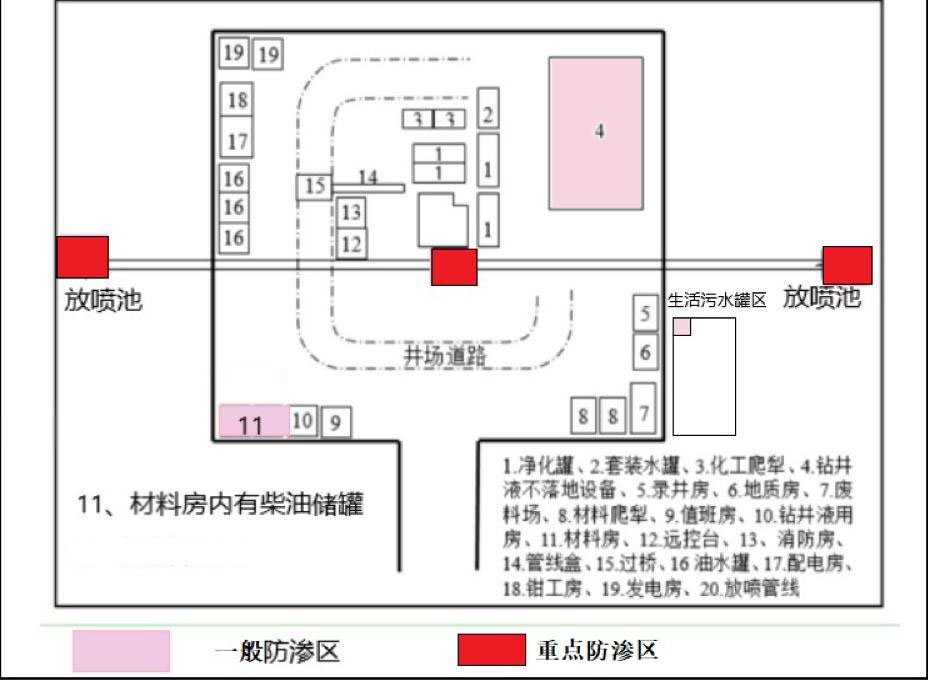 19 19
18
17
16
16
16
3 3
2
1
1
1
1
4
14
15
13
12
放喷池
放喷池
生活污水罐区
5
6
井场道路
11
10
9
8 8
7
11、材料房内有柴油储罐
1.净化罐、2.套装水罐、3.化工爬犁、4.钻井
液不落地设备、5.录井房、6.地质房、7.废
料场、8.材料爬犁、9.值班房、10.钻井液用
房、11.材料房、12.远控台、13、消防房、
14.管线盒、15.过桥、16 油水罐、17.配电房、
18.钳工房、19.发电房、20.放喷管线
一般防渗区
重点防渗区